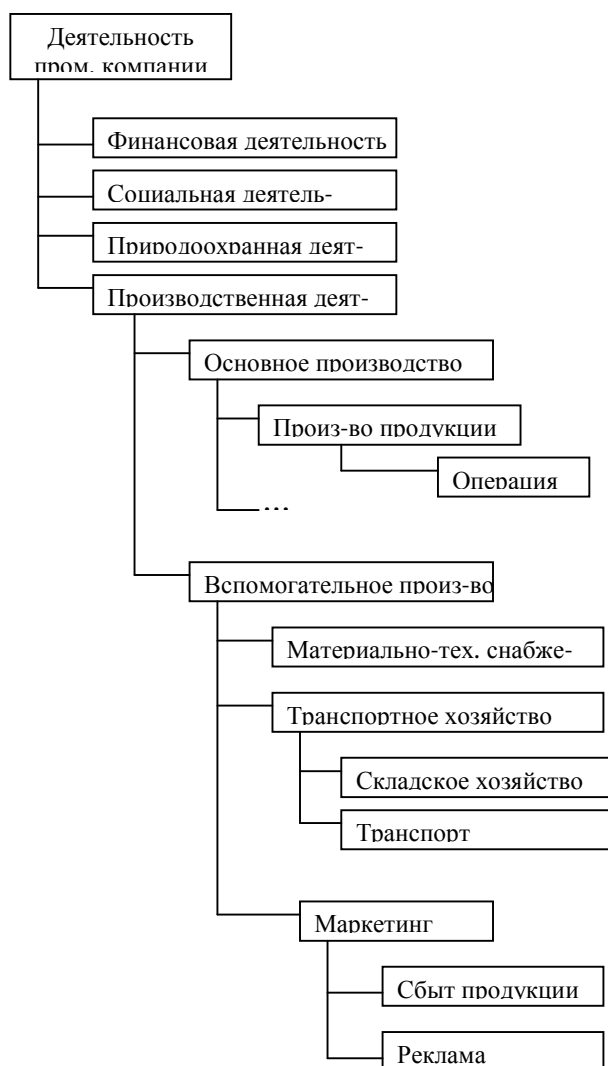 Деятельность
пром. компании
Финансовая деятельность
Социальная деятель-
Природоохранная деят-
Производственная деят-
Основное производство
Произ-во продукции
Операция
...
Вспомогательное произ-во
Материально-тех. снабже-
Транспортное хозяйство
Складское хозяйство
Транспорт
Маркетинг
Сбыт продукции
Реклама